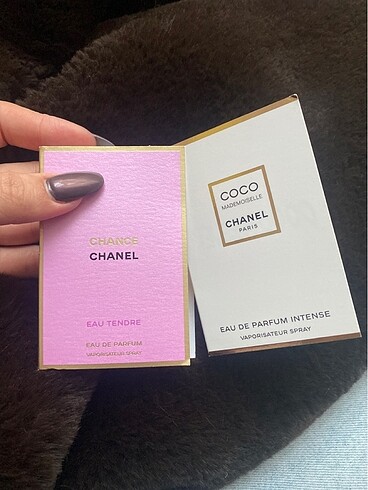 CHANCE
CHANEL
EAU TENDRE
EAU DE PARFUM
VAPORISATEUR SPRAY
COCO
MADEMOISELLE
CHANEL
PARIS
EAU DE PARFUM INTENSE
VAPORISATEUR SPRAY